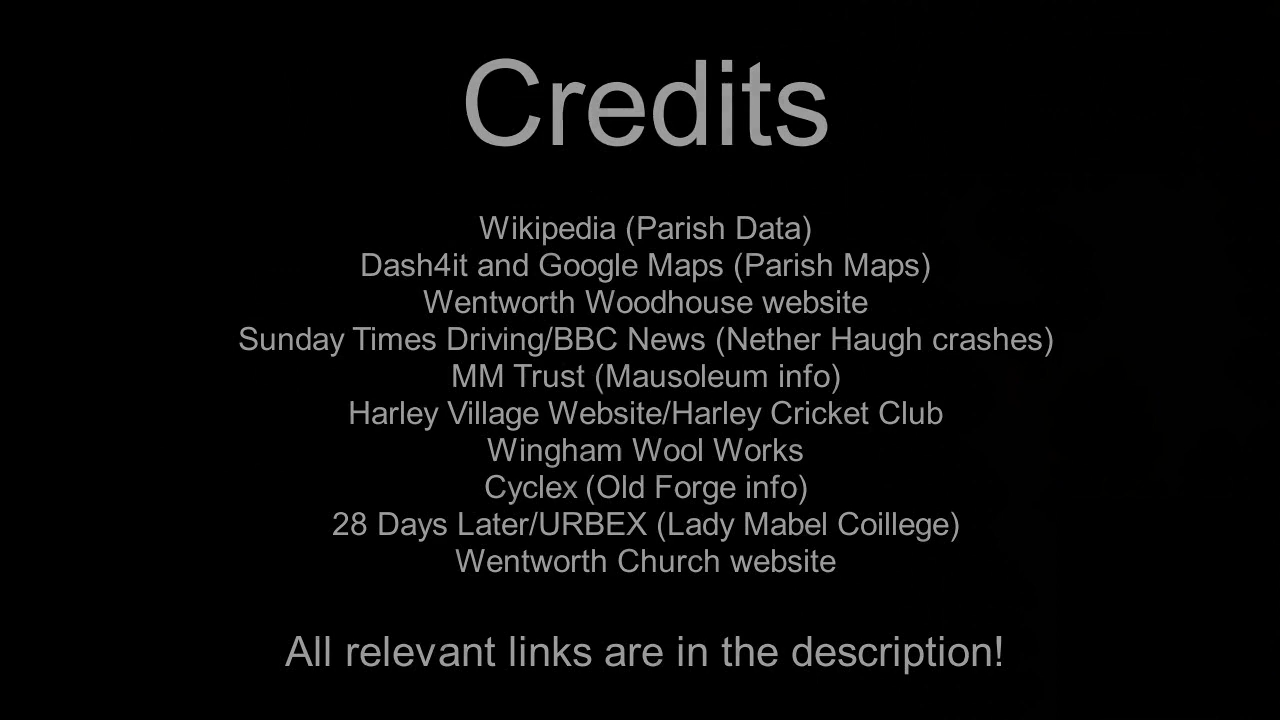 Credits
Wikipedia (Parish Data)
Dash4it and Google Maps (Parish Maps)
Wentworth Woodhouse website
Sunday Times Driving/BBC News (Nether Haugh crashes)
MM Trust (Mausoleum info)
Harley Village Website/Harley Cricket Club
Wingham Wool Works
Cyclex (Old Forge info)
28 Days Later/URBEX (Lady Mabel Coillege)
Wentworth Church website
All relevant links are in the description!